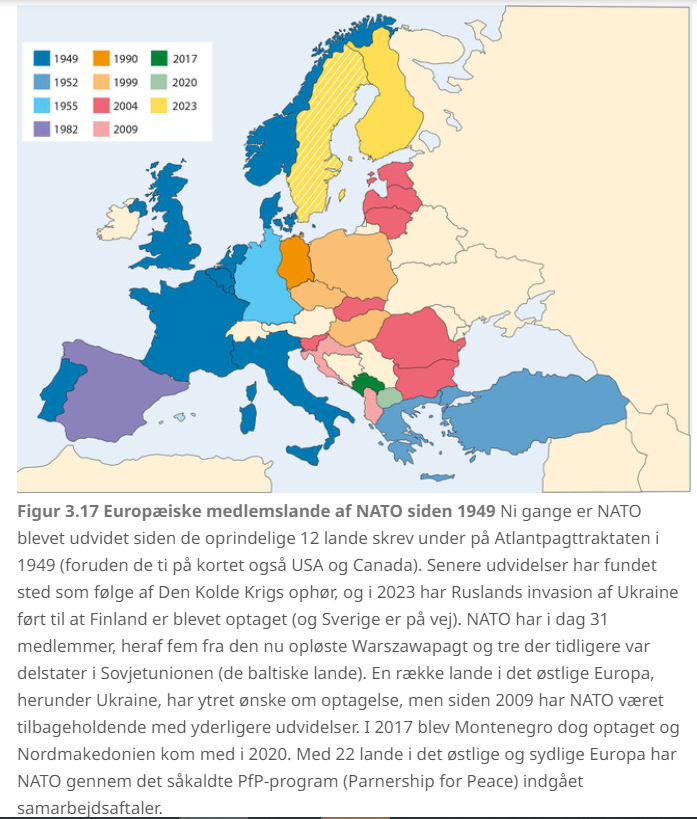 1949
1990
2017
1952
1999
2020
1955
2004
2023
1982
2009
Figur 3.17 Europæiske medlemslande af NATO siden 1949 Ni gange er NATO
blevet udvidet siden de oprindelige 12 lande skrev under på Atlantpagttraktaten i
1949 (foruden de ti på kortet også USA og Canada). Senere udvidelser har fundet
sted som følge af Den Kolde Krigs ophør, og i 2023 har Ruslands invasion af Ukraine
ført til at Finland er blevet optaget (og Sverige er på vej). NATO har i dag 31
medlemmer, heraf fem fra den nu opløste Warszawapagt og tre der tidligere var
delstater i Sovjetunionen (de baltiske lande). En række lande i det østlige Europa,
herunder Ukraine, har ytret ønske om optagelse, men siden 2009 har NATO været
tilbageholdende med yderligere udvidelser. I 2017 blev Montenegro dog optaget og
Nordmakedonien kom med i 2020. Med 22 lande i det østlige og sydlige Europa har
NATO gennem det såkaldte PfP-program (Parnership for Peace) indgået
samarbejdsaftaler.